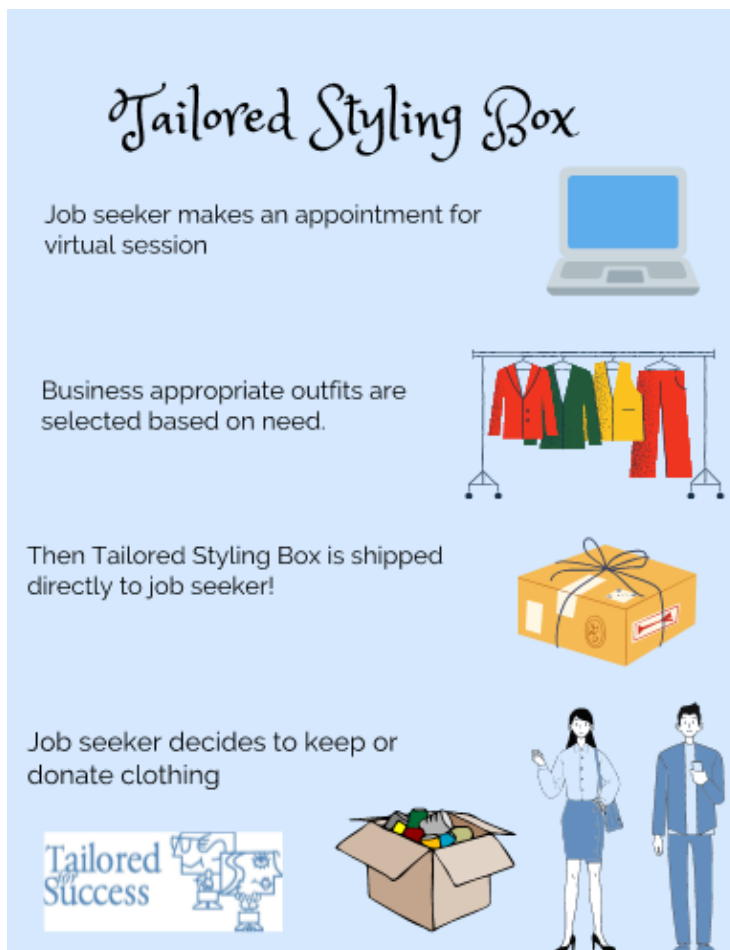 Tailored Styling Box
Job seeker makes an appointment for
virtual session
Business appropriate outfits are
selected based on need.
Then Tailored Styling Box is shipped
directly to job seeker!
Job seeker decides to keep or
donate clothing
Tailored
for
Success